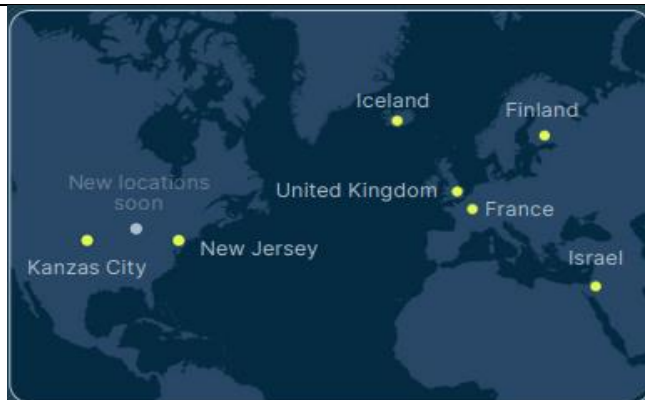 Iceland
Finland
New locations
soon
United Kingdom
France
New Jersey
Kanzas City
Israel